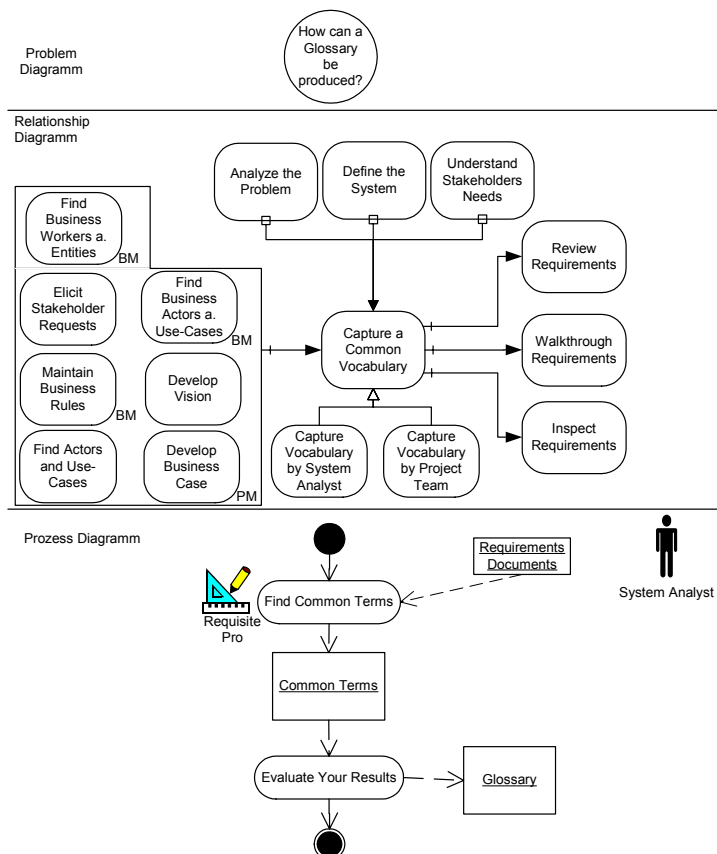 Problem
Diagramm
How can a
Glossary
be
produced?
Relationship
Diagramm
Analyze the
Problem
Define the
System
Understand
Stakeholders
Needs
Find
Business
Workers a.
Entities
BM
Elicit
Stakeholder
Requests
Find
Business
Actors a.
Use-Cases
BM
Maintain
Business
Rules
BM
Develop
Vision
Find Actors
and Use-
Cases
Develop
Business
Case
PM
Capture a
Common
Vocabulary
Capture
Vocabulary
by System
Analyst
Capture
Vocabulary
by Project
Team
Review
Requirements
Walkthrough
Requirements
Inspect
Requirements
Prozess Diagramm
Requirements
Documents
System Analyst
Requisite
Pro
Find Common Terms
Common Terms
Evaluate Your Results
Glossary